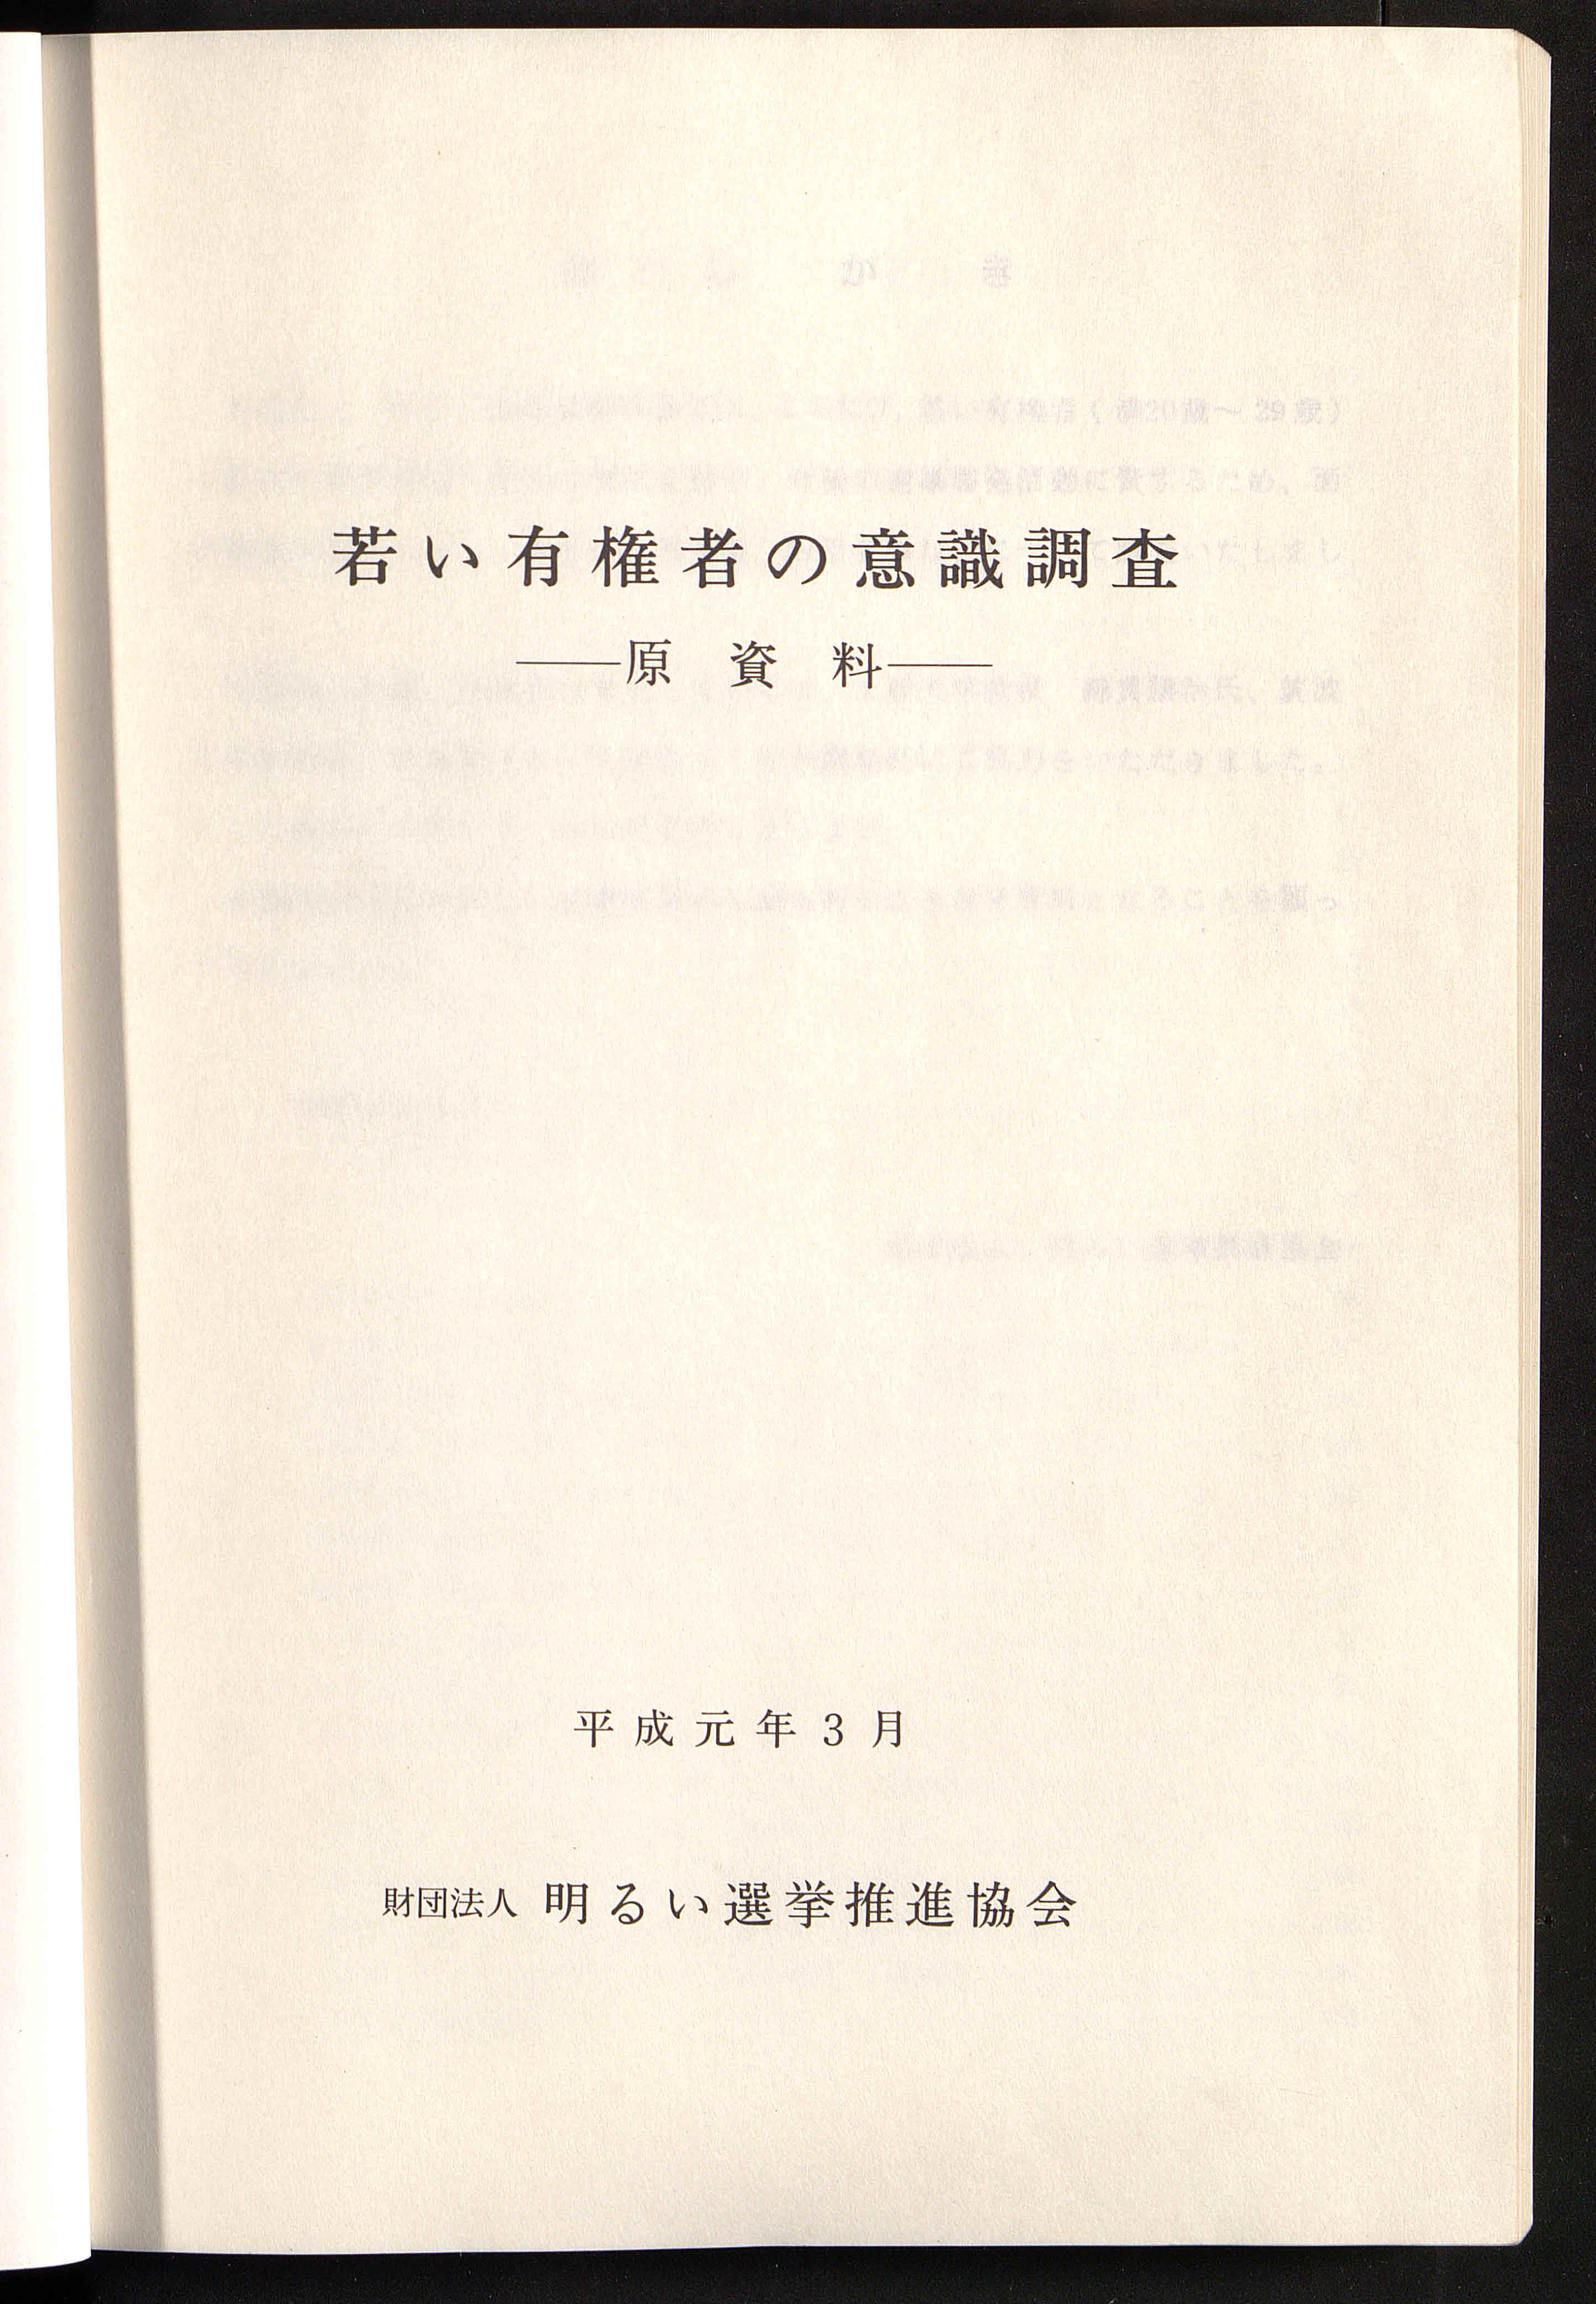 若い有権者の意識調査
――原 資 料――
平成元年3月
財団法人 明るい選挙推進協会